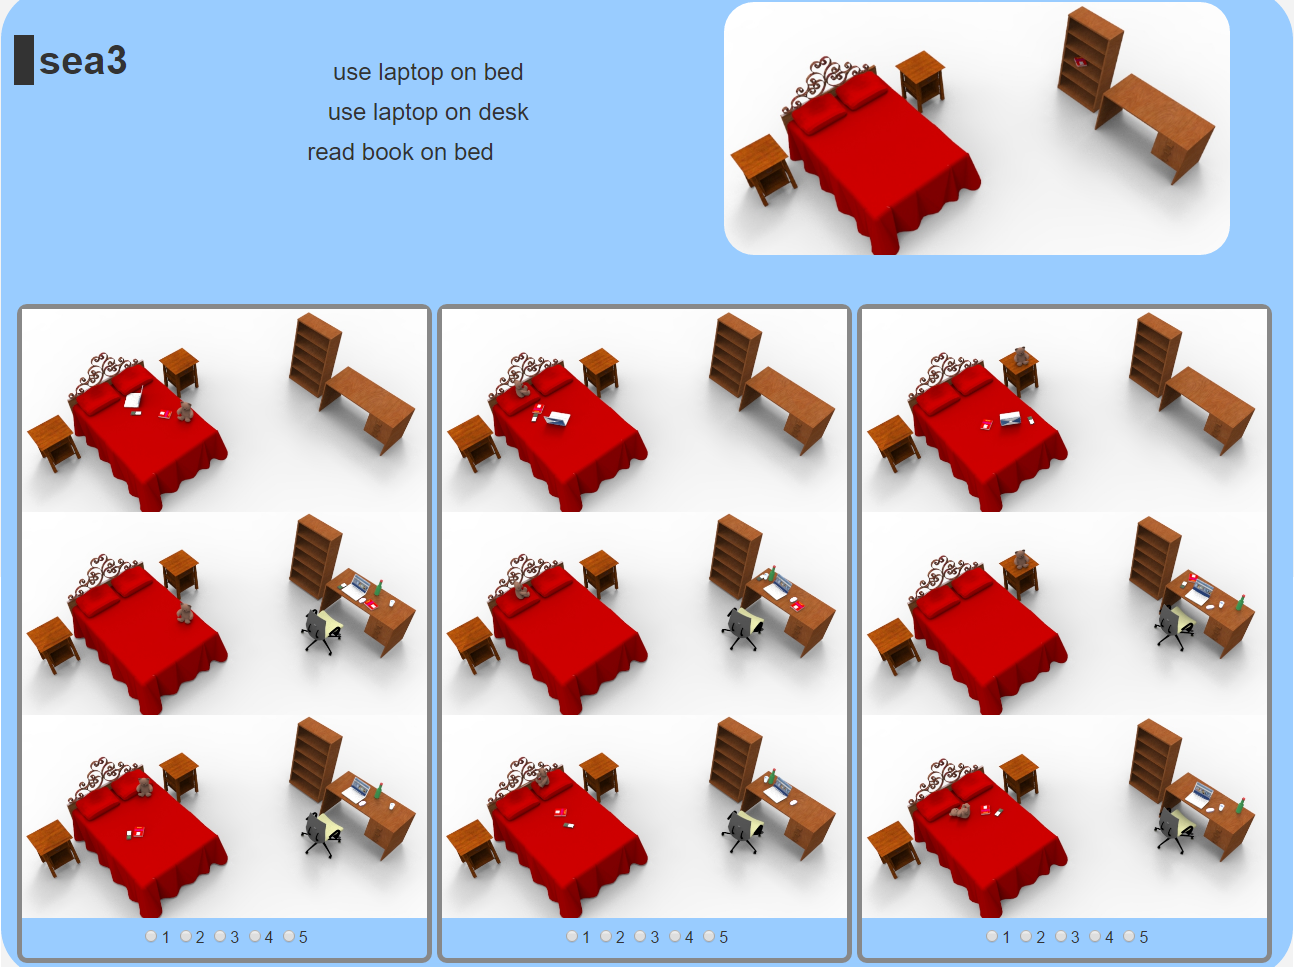 sea3
use laptop on bed
use laptop on desk
read book on bed
1 2 3 4 5
1 2 3 4 5
1 2 3 4 5